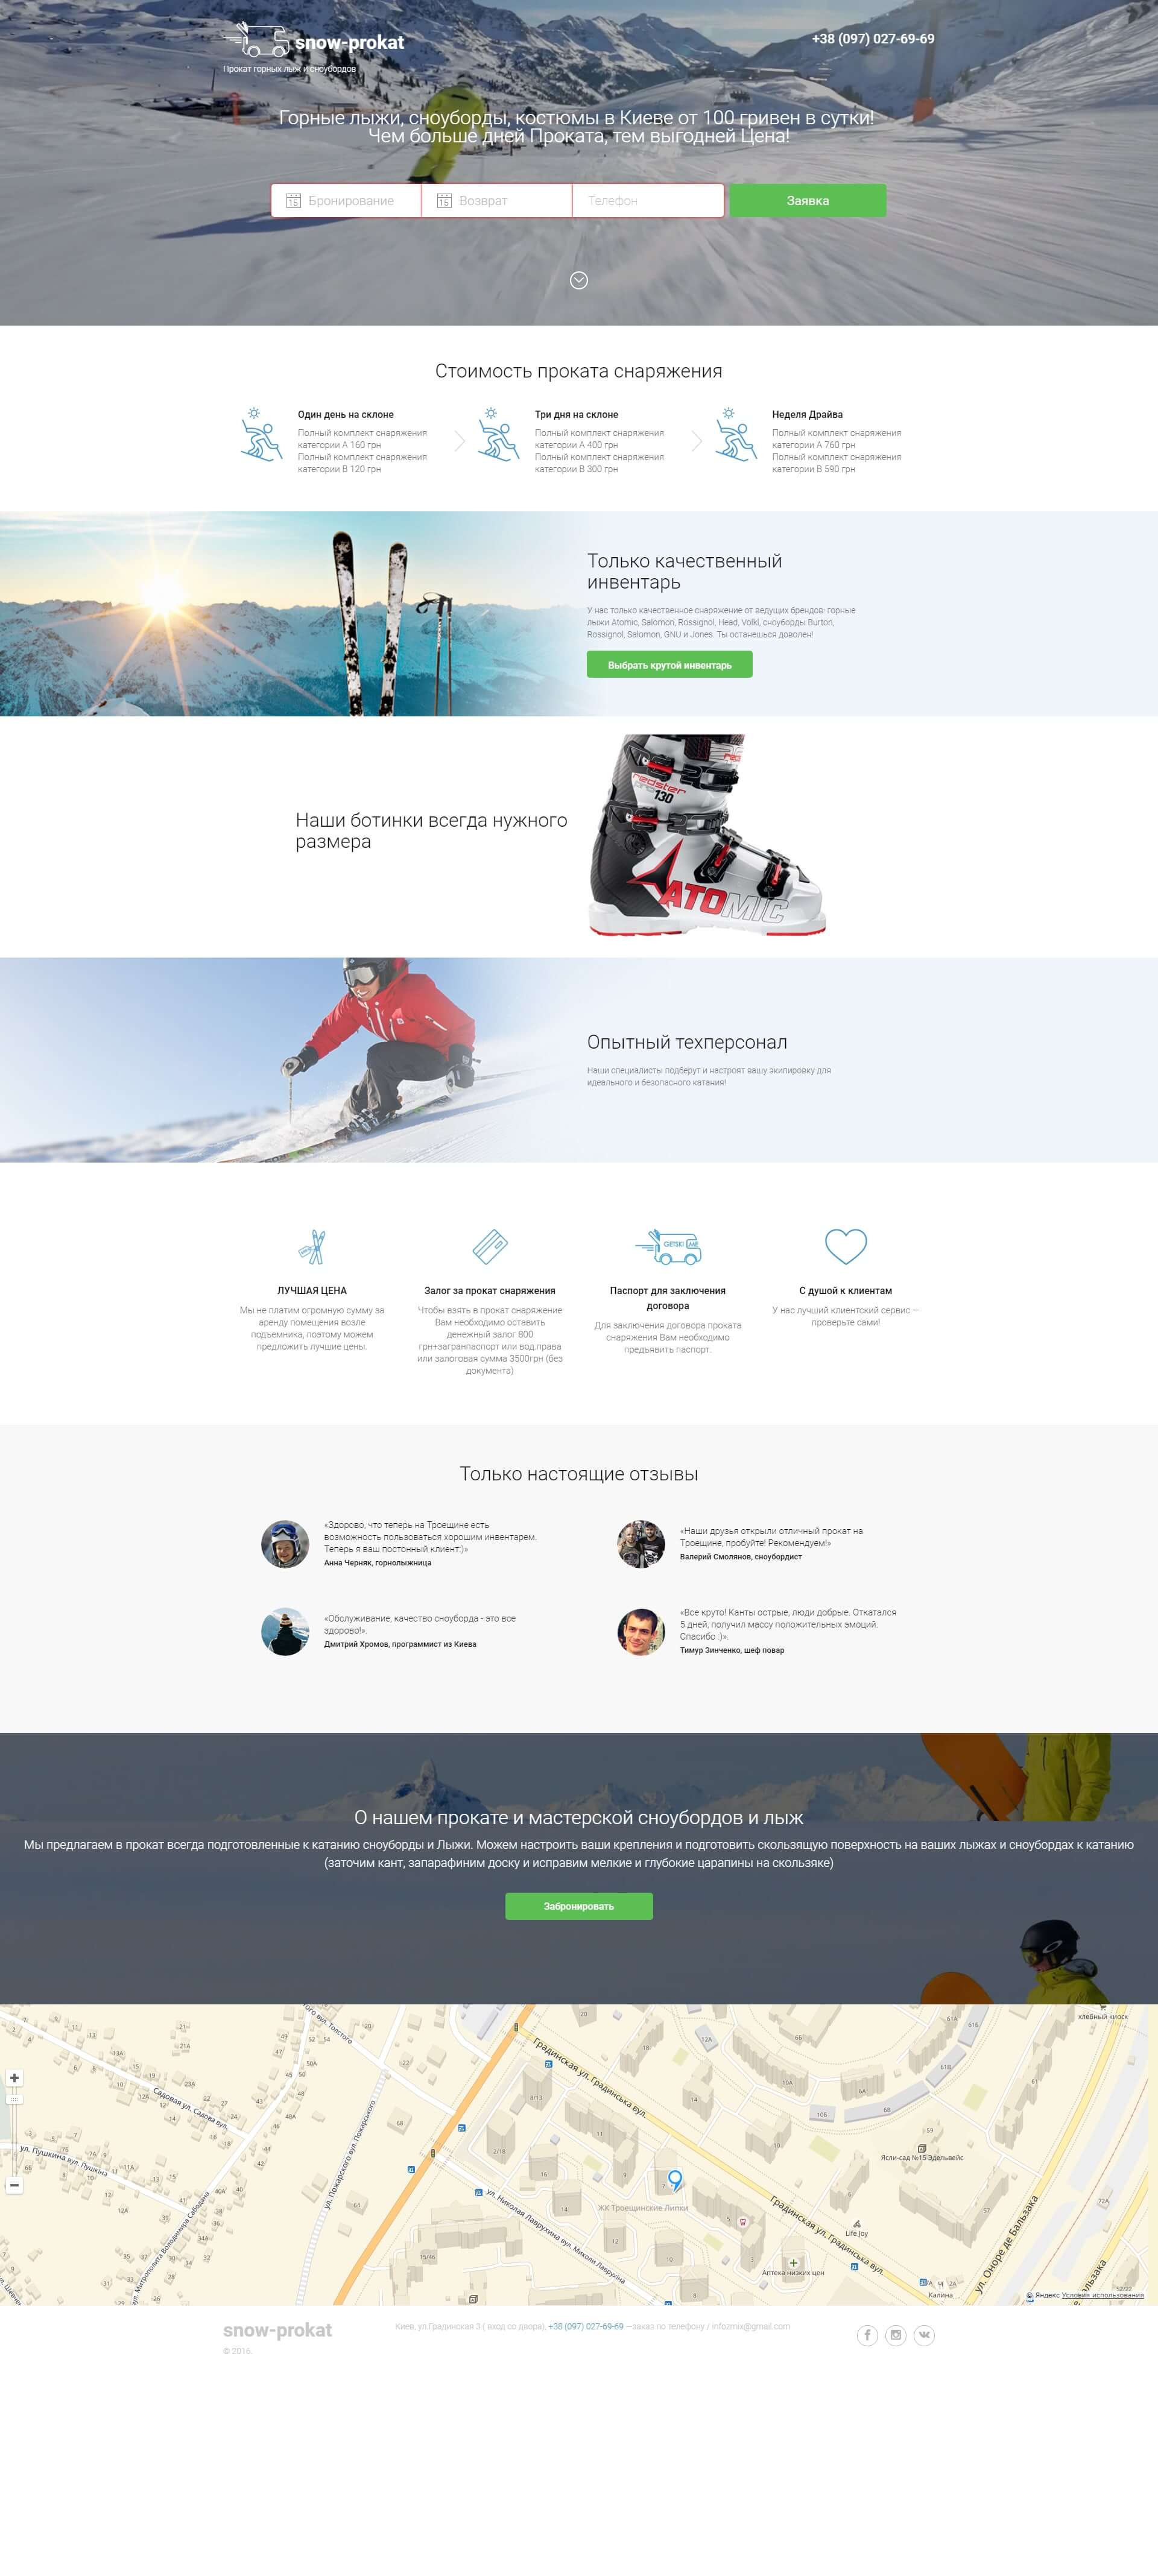 snow-prokat
+38 (097) 027-69-69
Прокат горных лыж и сноубордов
Горные лыжи, сноуборды, костюмы в Киеве от 100 гривен в сутки!
Чем больше дней Проката, тем выгодней Цена!
15 Бронирование
15 Возврат
Телефон
Заявка
Стоимость проката снаряжения
Один день на склоне
Полный комплект снаряжения
категории А 160 грн
Полный комплект снаряжения
категории В 120 грн
Три дня на склоне
Полный комплект снаряжения
категории А 400 грн
Полный комплект снаряжения
категории В 300 грн
Неделя Драйва
Полный комплект снаряжения
категории А 760 грн
Полный комплект снаряжения
категории В 590 грн
Только качественный
инвентарь
У нас только качественное снаряжение от ведущих брендов: горные
лыжи Atomic, Salomon, Rossignol, Head, Volkl, сноуборды Burton,
Rossignol, Salomon, GNU и Jones. Ты останешься доволен!
Выбрать крутой инвентарь
Наши ботинки всегда нужного
размера
redster
PRO 130
ATOMIC
Опытный техперсонал
Наши специалисты подберут и настроят вашу экипировку для
идеального и безопасного катания!
ЛУЧШАЯ ЦЕНА
Мы не платим огромную сумму за
аренду помещения возле
подъемника, поэтому можем
предложить лучшие цены.
Залог за прокат снаряжения
Чтобы взять в прокат снаряжение
Вам необходимо оставить
денежный залог 800
грн+загранпаспорт или вод.права
или залоговая сумма 3500грн (без
документа)
GETSKI ME
Паспорт для заключения
договора
Для заключения договора проката
снаряжения Вам необходимо
предъявить паспорт.
С душой к клиентам
У нас лучший клиентский сервис —
проверьте сами!
Только настоящие отзывы
«Здорово, что теперь на Троещине есть
возможность пользоваться хорошим инвентарем.
Теперь я ваш постонный клиент:)»
Анна Черняк, горнолыжница
«Наши друзья открыли отличный прокат на
Троещине, пробуйте! Рекомендуем!»
Валерий Смолянов, сноубордист
«Обслуживание, качество сноуборда - это все
здорово!».
Дмитрий Хромов, программист из Киева
«Все круто! Канты острые, люди добрые. Откатался
5 дней, получил массу положительных эмоций.
Спасибо :)».
Тимур Зинченко, шеф повар
О нашем прокате и мастерской сноубордов и лыж
Мы предлагаем в прокат всегда подготовленные к катанию сноуборды и Лыжи. Можем настроить ваши крепления и подготовить скользящую поверхность на ваших лыжах и сноубордах к катанию
(заточим кант, запарафиним доску и исправим мелкие и глубокие царапины на скользяке)
Забронировать
хлебный киоск
Градинская ул. Градинська вул.
Садовая ул. Садова вул.
ул. Пушкина вул. Пушкіна
ул. Пожарского вул. Пожарського
вул. Митрополита Володимира Сабодана
Ясли-сад №15 Эдельвейс
ЖК Троещинские Липки
ул. Николая Лаврухина вул. Миколи Лаврухіна
Градинская ул. Градинська вул.
Life Joy
Аптека низких цен
ул. Оноре де Бальзака
Калина
© Яндекс Условия использования
snow-prokat
© 2016.
Киев, ул.Градинская 3 ( вход со двора), +38 (097) 027-69-69 —заказ по телефону / infozmix@gmail.com